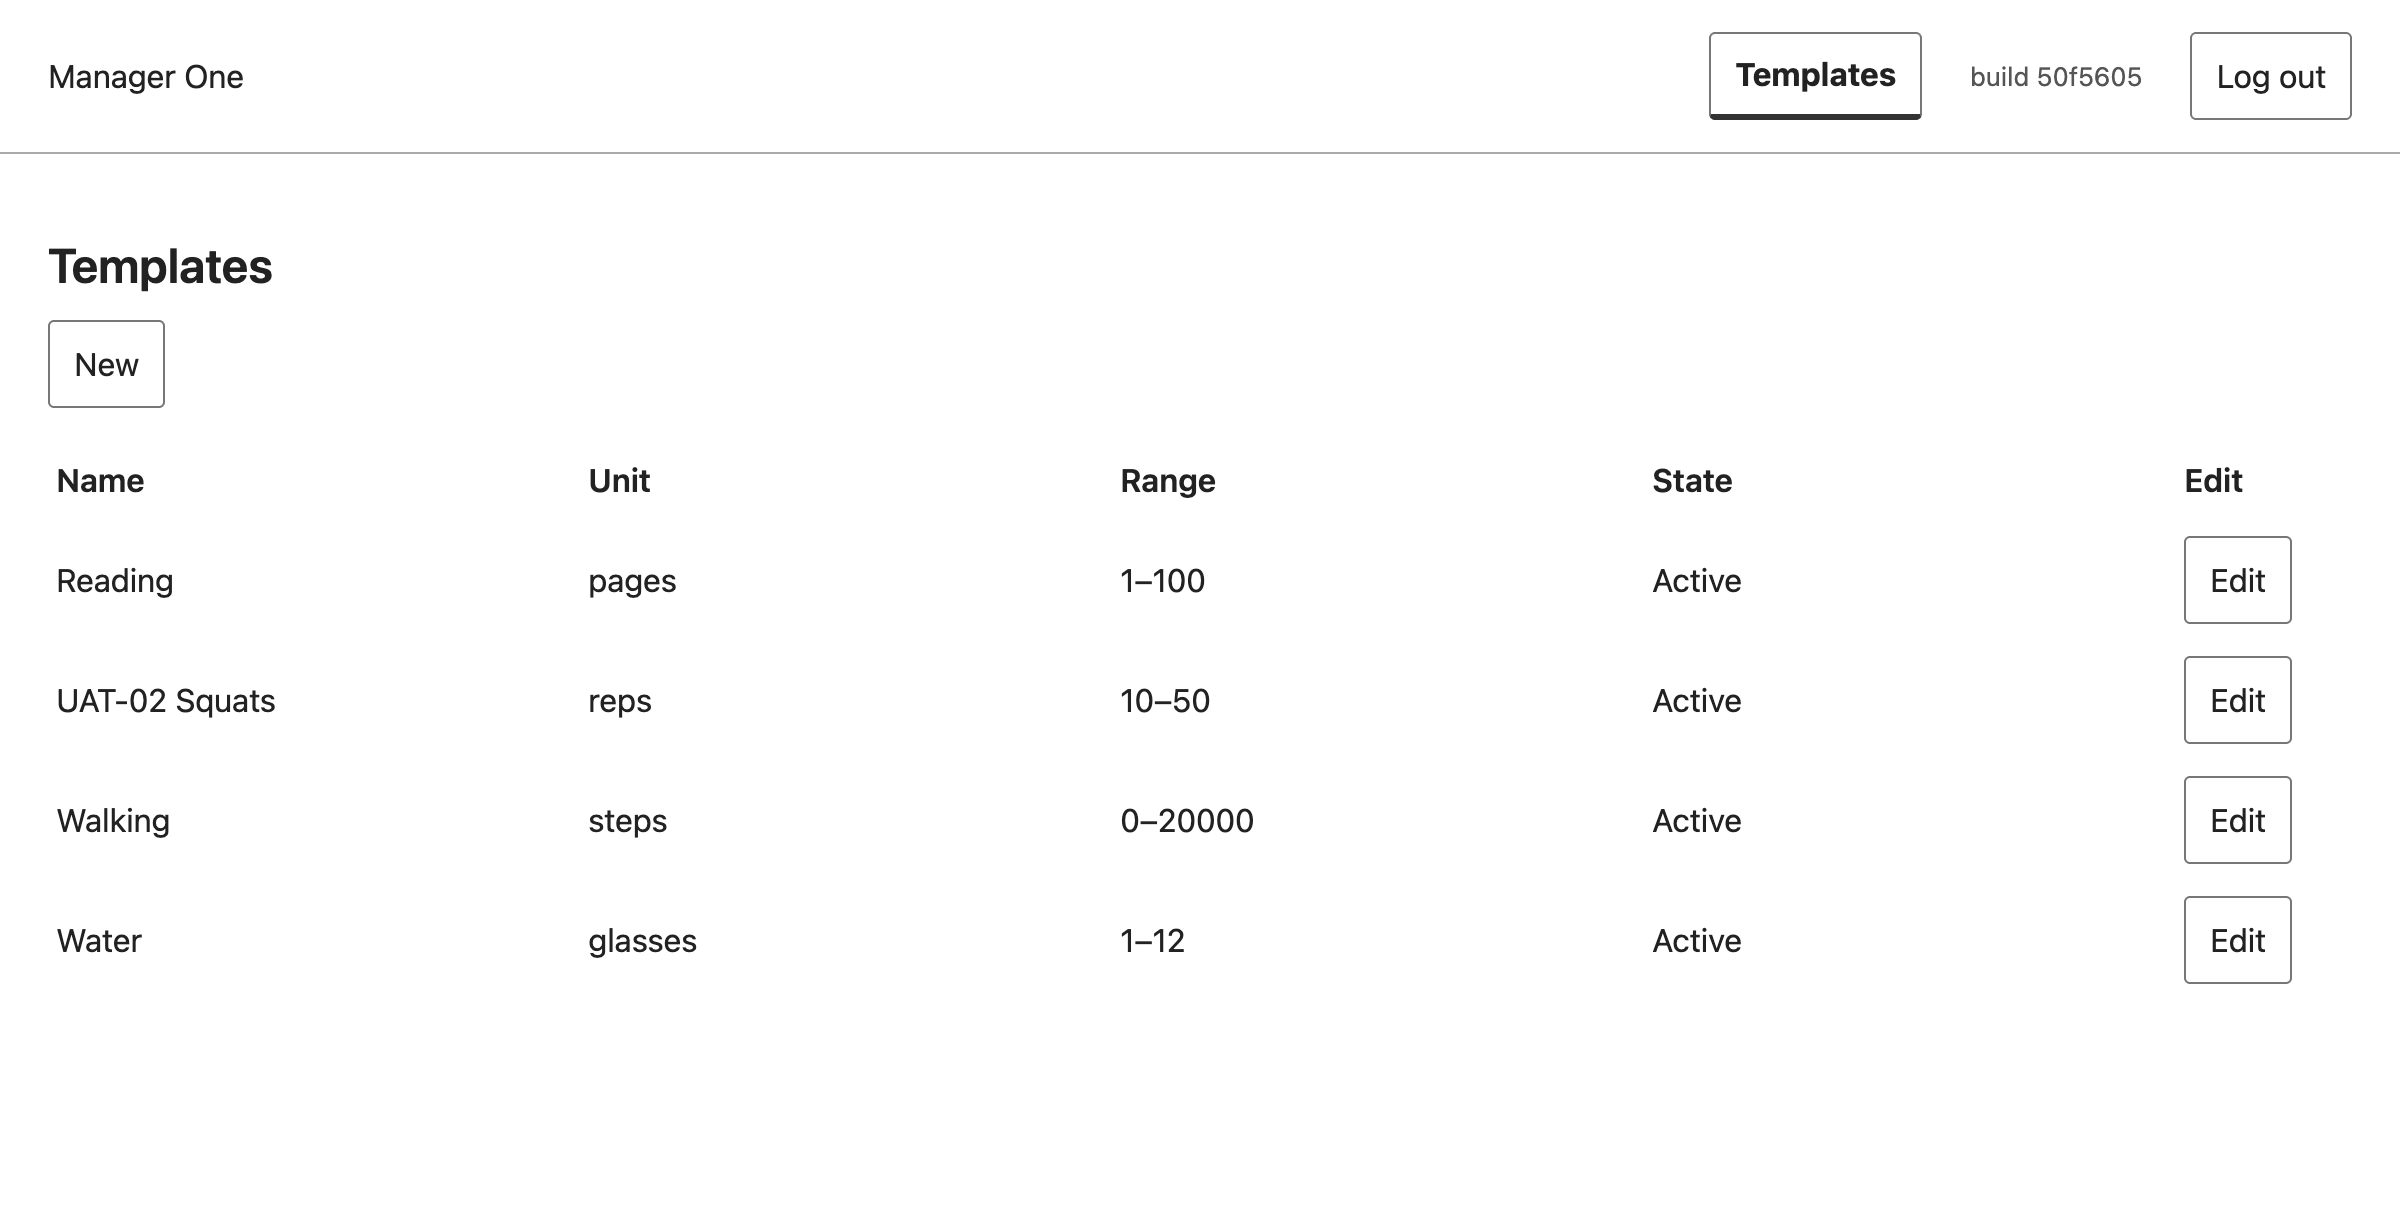 Manager One Templates build 50f5605 Log out
Templates
New
Name Unit Range State Edit
Reading pages 1–100 Active Edit
UAT-02 Squats reps 10–50 Active Edit
Walking steps 0–20000 Active Edit
Water glasses 1–12 Active Edit